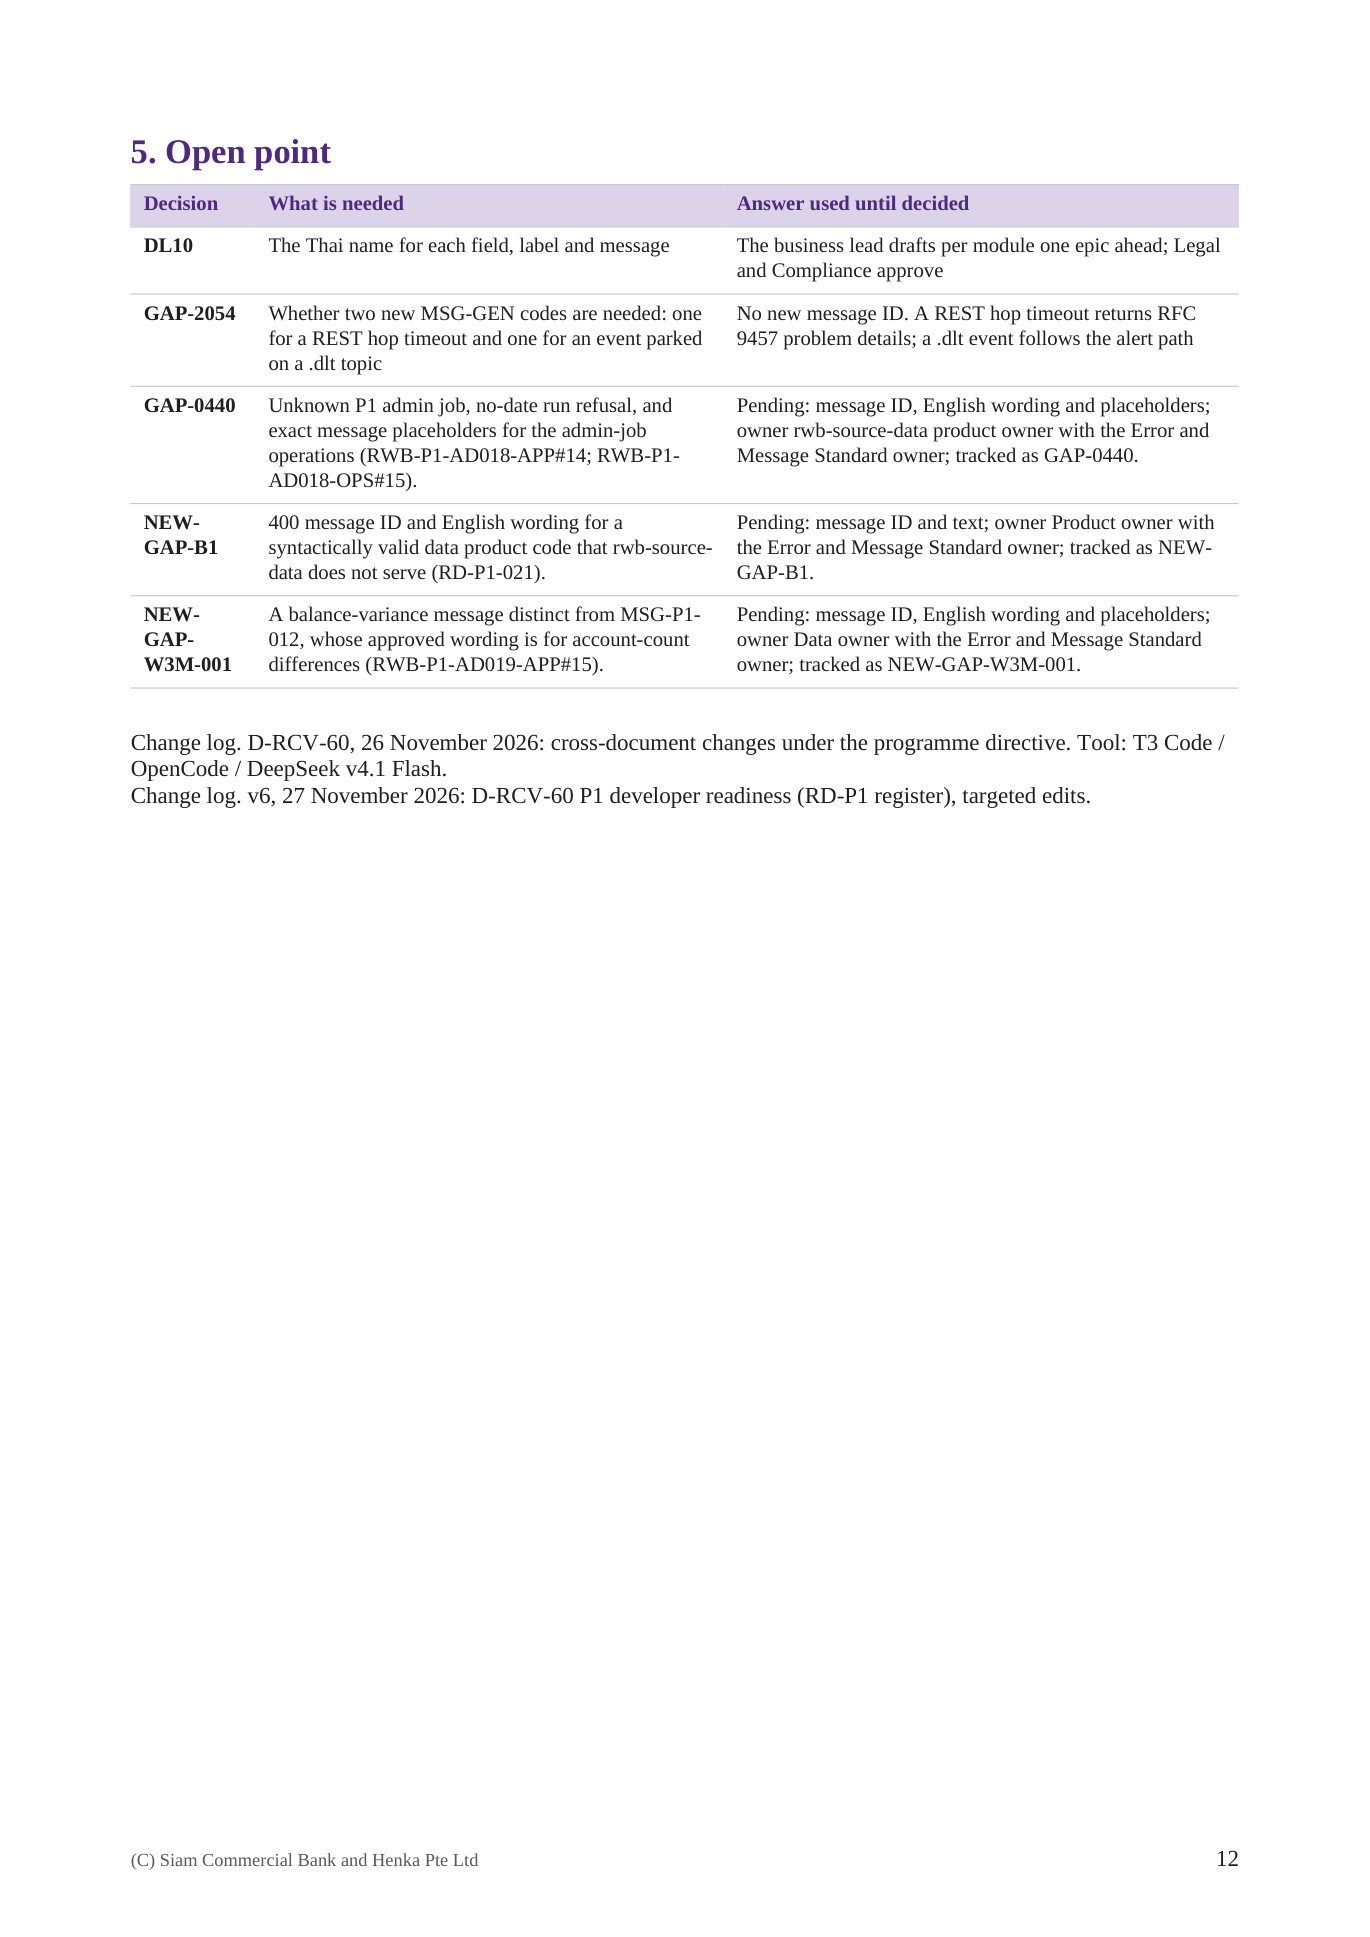 5. Open point
Decision What is needed Answer used until decided
DL10 The Thai name for each field, label and message The business lead drafts per module one epic ahead; Legal
and Compliance approve
GAP-2054 Whether two new MSG-GEN codes are needed: one No new message ID. A REST hop timeout returns RFC
for a REST hop timeout and one for an event parked 9457 problem details; a .dlt event follows the alert path
on a .dlt topic
GAP-0440 Unknown P1 admin job, no-date run refusal, and Pending: message ID, English wording and placeholders;
exact message placeholders for the admin-job owner rwb-source-data product owner with the Error and
operations (RWB-P1-AD018-APP#14; RWB-P1- Message Standard owner; tracked as GAP-0440.
AD018-OPS#15).
NEW- 400 message ID and English wording for a Pending: message ID and text; owner Product owner with
GAP-B1 syntactically valid data product code that rwb-source- the Error and Message Standard owner; tracked as NEW-
data does not serve (RD-P1-021). GAP-B1.
NEW- A balance-variance message distinct from MSG-P1- Pending: message ID, English wording and placeholders;
GAP- 012, whose approved wording is for account-count owner Data owner with the Error and Message Standard
W3M-001 differences (RWB-P1-AD019-APP#15). owner; tracked as NEW-GAP-W3M-001.
Change log. D-RCV-60, 26 November 2026: cross-document changes under the programme directive. Tool: T3 Code /
OpenCode / DeepSeek v4.1 Flash.
Change log. v6, 27 November 2026: D-RCV-60 P1 developer readiness (RD-P1 register), targeted edits.
(C) Siam Commercial Bank and Henka Pte Ltd 12